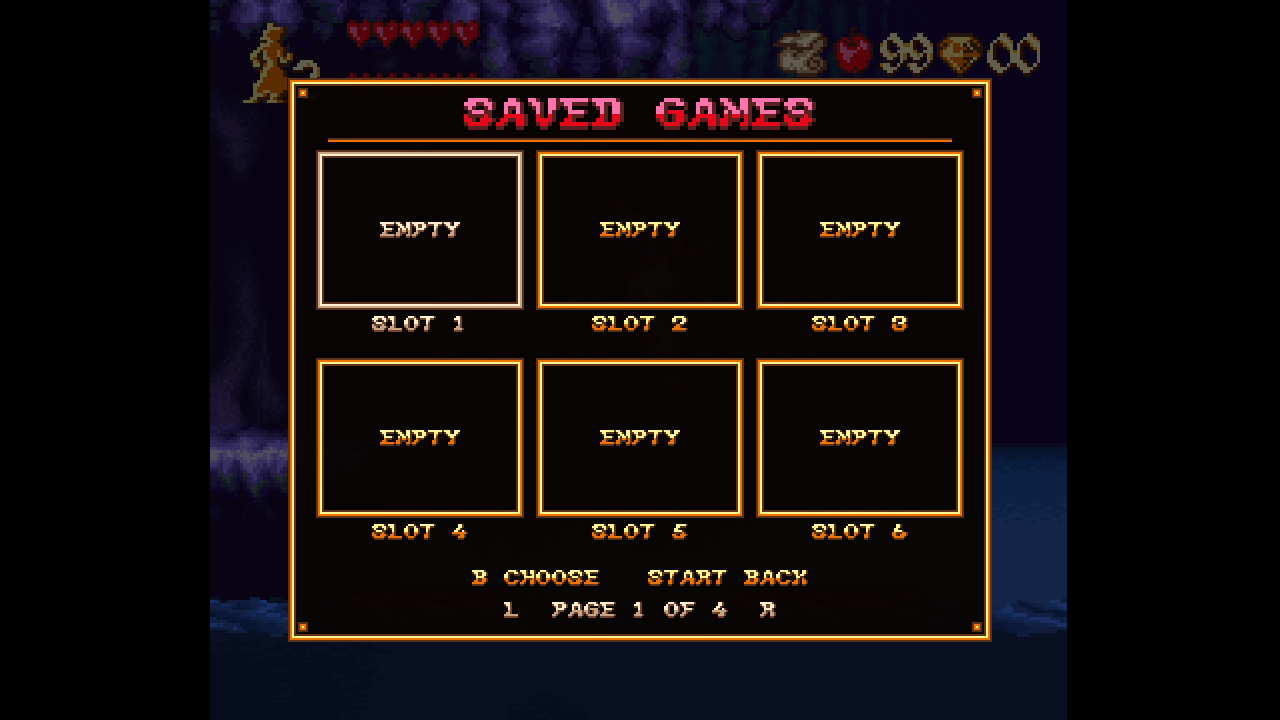 99 00
SAVED GAMES
EMPTY EMPTY EMPTY
SLOT 1 SLOT 2 SLOT 3
EMPTY EMPTY EMPTY
SLOT 4 SLOT 5 SLOT 6
B CHOOSE START BACK
L PAGE 1 OF 4 R